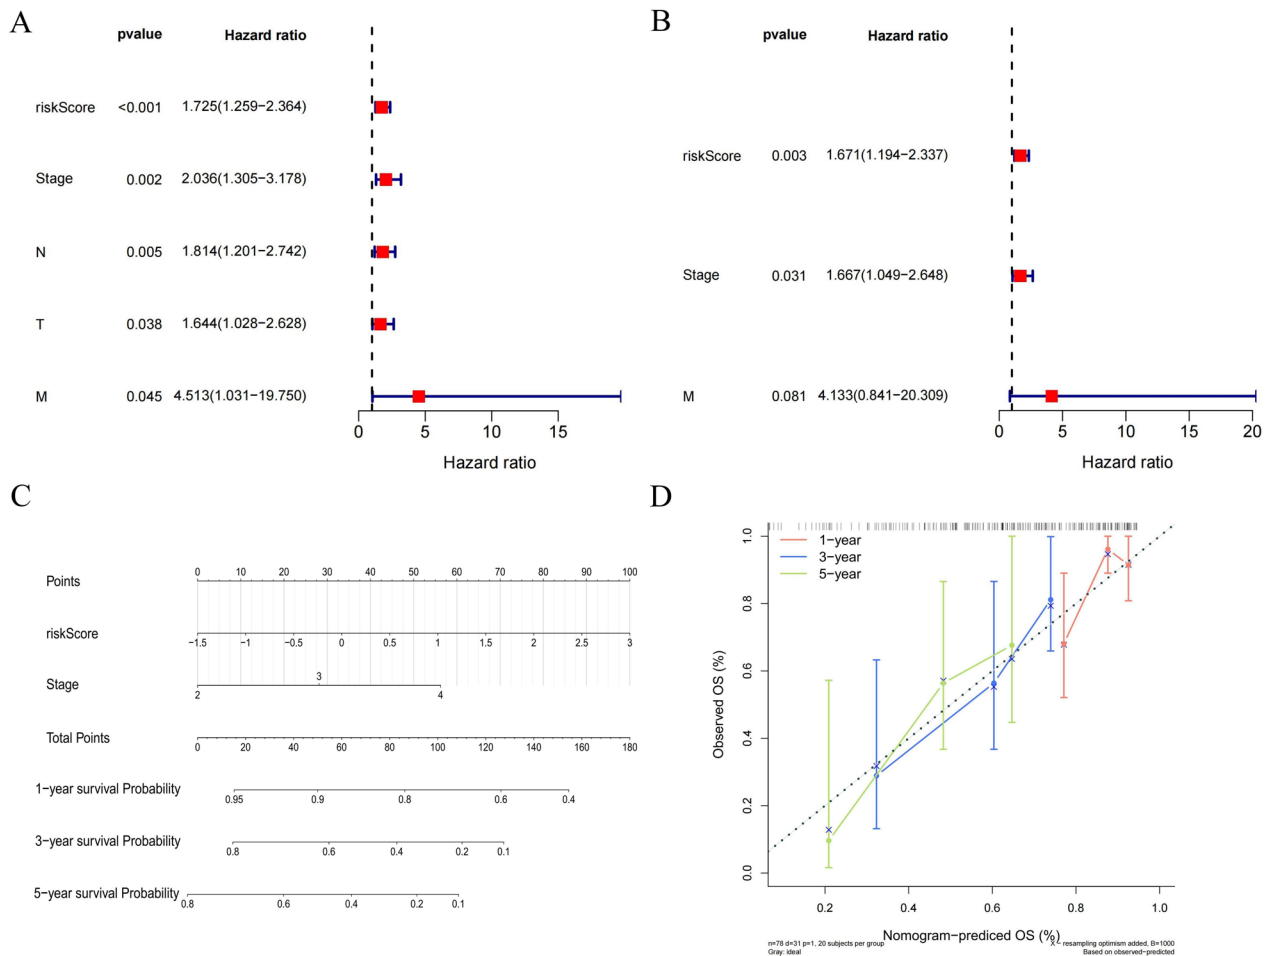 A
pvalue Hazard ratio
riskScore <0.001 1.725(1.259−2.364)
Stage 0.002 2.036(1.305−3.178)
N 0.005 1.814(1.201−2.742)
T 0.038 1.644(1.028−2.628)
M 0.045 4.513(1.031−19.750)
0 5 10 15
Hazard ratio
B
pvalue Hazard ratio
riskScore 0.003 1.671(1.194−2.337)
Stage 0.031 1.667(1.049−2.648)
M 0.081 4.133(0.841−20.309)
0 5 10 15 20
Hazard ratio
C
Points 0 10 20 30 40 50 60 70 80 90 100
riskScore −1.5 −1 −0.5 0 0.5 1 1.5 2 2.5 3
Stage 2 3 4
Total Points 0 20 40 60 80 100 120 140 160 180
1−year survival Probability 0.95 0.9 0.8 0.6 0.4
3−year survival Probability 0.8 0.6 0.4 0.2 0.1
5−year survival Probability 0.8 0.6 0.4 0.2 0.1
D
1−year
3−year
5−year
Observed OS (%)
0.0 0.2 0.4 0.6 0.8 1.0
0.2 0.4 0.6 0.8 1.0
Nomogram−prediced OS (%)
n=78 d=31 p=1, 20 subjects per group
Gray: ideal
X − resampling optimism added, B=1000
Based on observed−predicted